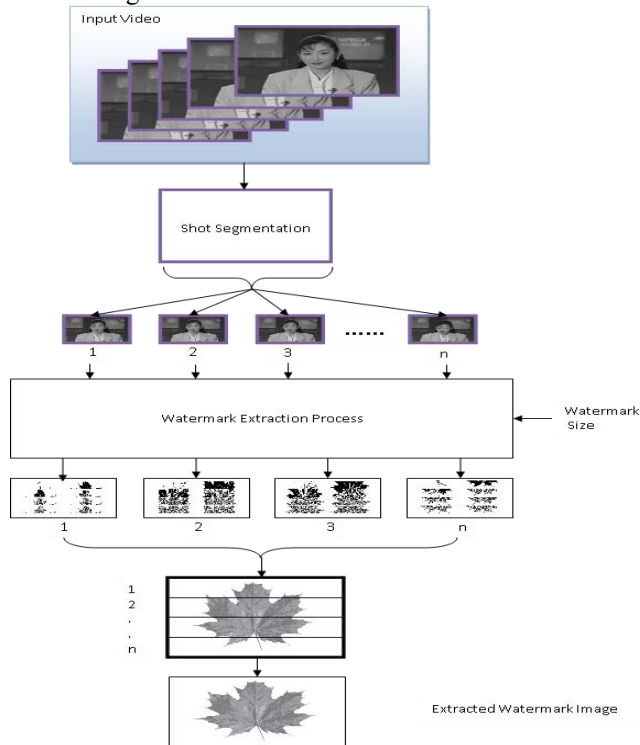 Input Video
Shot Segmentation
......
1 2 3 n
Watermark Extraction Process
Watermark
Size
1 2 3 n
1
2
.
.
n
Extracted Watermark Image